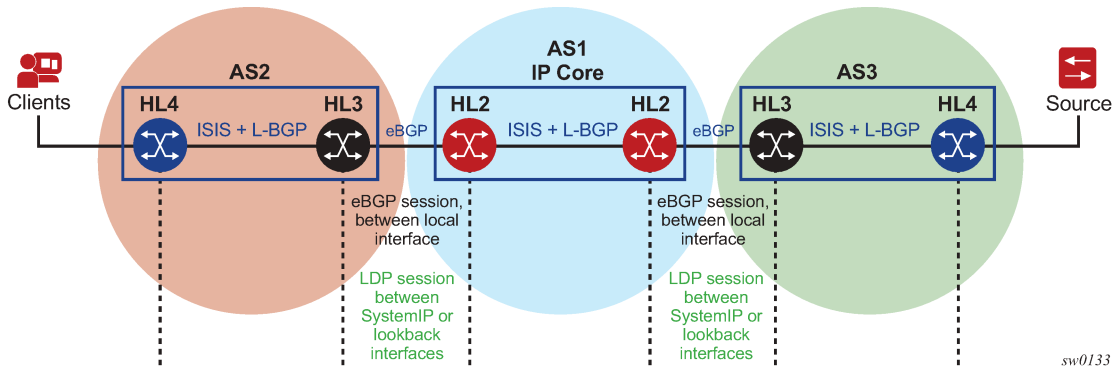 AS1
IP Core
AS2
AS3
Clients
Source
HL4
HL3
HL2
HL2
HL3
HL4
ISIS + L-BGP
eBGP
ISIS + L-BGP
eBGP
ISIS + L-BGP
eBGP session,
between local
interface
eBGP session,
between local
interface
LDP session
between
SystemIP or
lookback
interfaces
LDP session
between
SystemIP or
lookback
interfaces
sw0133